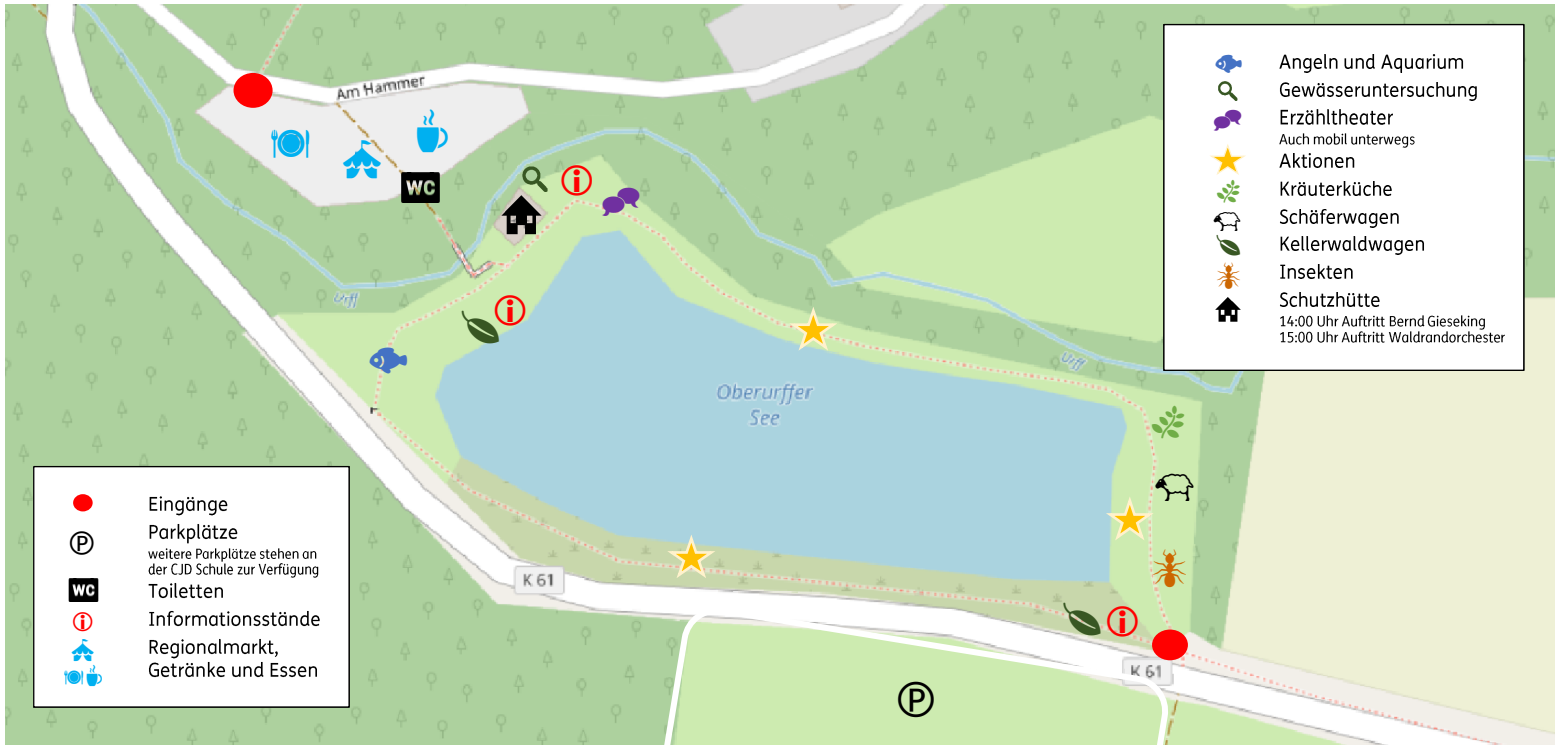 Am Hammer
WC
Urff
Oberurffer
See
Urff
K 61
K 61
P
Angeln und Aquarium
Gewässeruntersuchung
Erzähltheater
Auch mobil unterwegs
Aktionen
Kräuterküche
Schäferwagen
Kellerwaldwagen
Insekten
Schutzhütte
14:00 Uhr Auftritt Bernd Gieseking
15:00 Uhr Auftritt Waldrandorchester
Eingänge
P Parkplätze
weitere Parkplätze stehen an
der CJD Schule zur Verfügung
WC Toiletten
i Informationsstände
Regionalmarkt,
Getränke und Essen
i
i
i